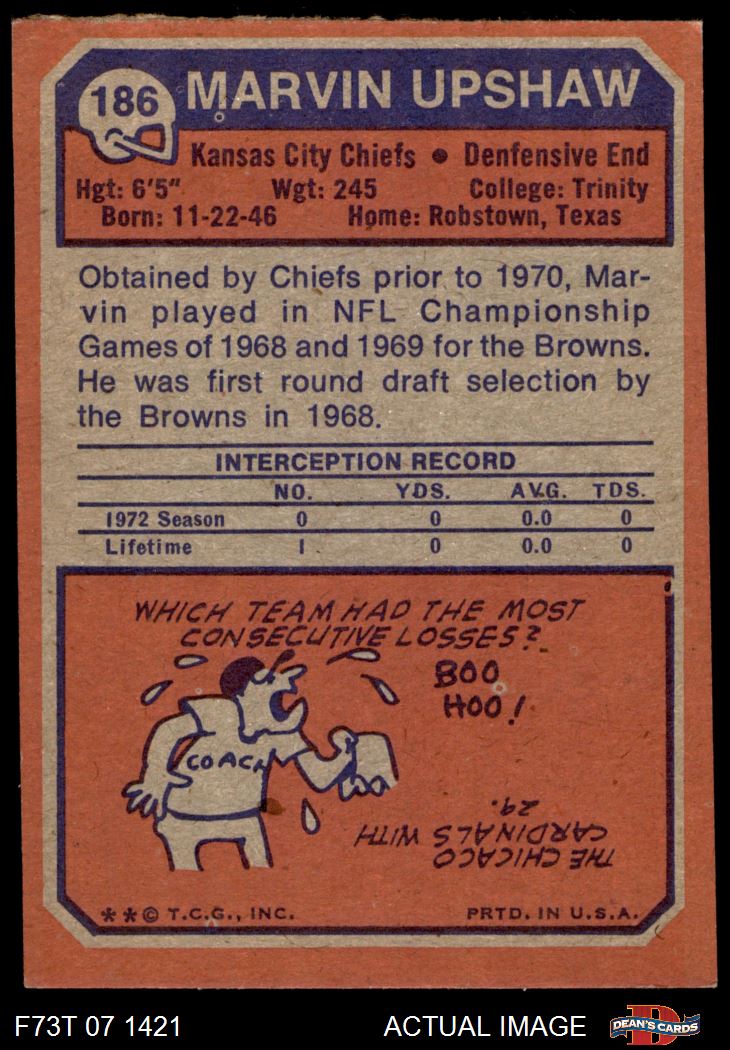 186
MARVIN UPSHAW
Kansas City Chiefs • Denfensive End
Hgt: 6'5" Wgt: 245 College: Trinity
Born: 11-22-46 Home: Robstown, Texas
Obtained by Chiefs prior to 1970, Mar-
vin played in NFL Championship
Games of 1968 and 1969 for the Browns.
He was first round draft selection by
the Browns in 1968.
INTERCEPTION RECORD
NO. YDS. AVG. TDS.
1972 Season 0 0 0.0 0
Lifetime 1 0 0.0 0
WHICH TEAM HAD THE MOST
CONSECUTIVE LOSSES?
BOO
HOO!
COACH
THE CHICAGO
CARDINALS WITH
29.
**© T.C.G., INC. PRTD. IN U.S.A.
F73T 07 1421 ACTUAL IMAGE
D
DEAN'S CARDS